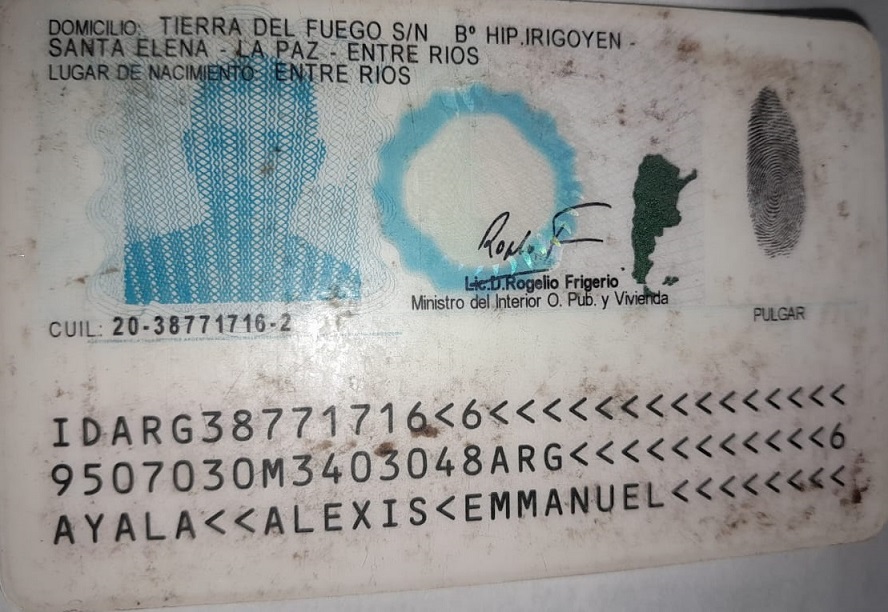 DOMICILIO: TIERRA DEL FUEGO S/N Bº HIP.IRIGOYEN -
SANTA ELENA - LA PAZ - ENTRE RIOS
LUGAR DE NACIMIENTO: ENTRE RIOS
Lic.D.Rogelio Frigerio
Ministro del Interior O. Pub. y Vivienda
PULGAR
CUIL: 20-38771716-2
IDARG38771716<6<<<<<<<<<<<<<<<
9507030M3403048ARG<<<<<<<<<<<6
AYALA<<ALEXIS<EMMANUEL<<<<<<<<